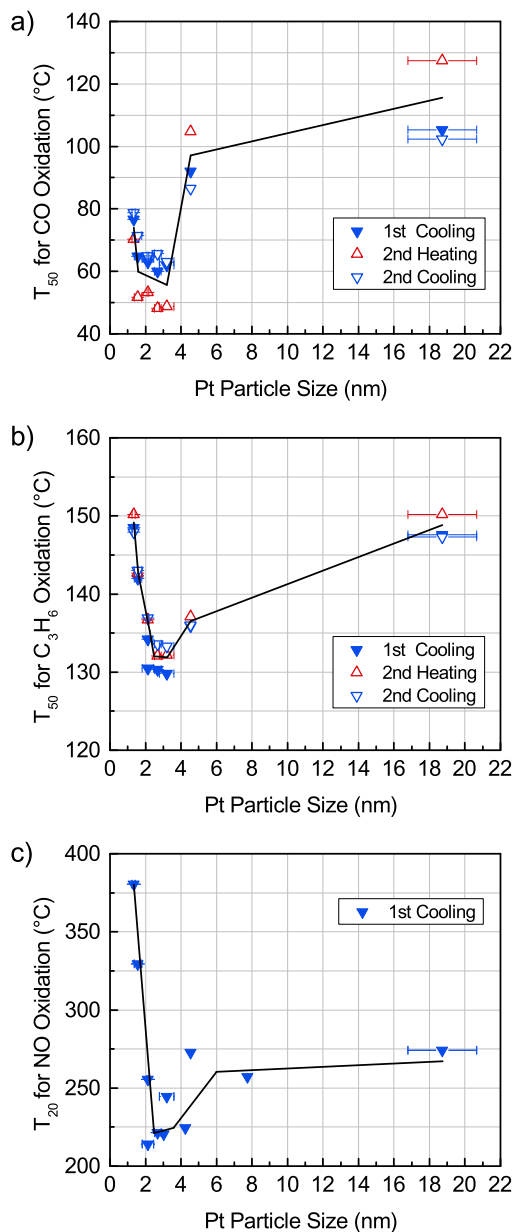 a)
140
120
100
80
60
40
T50 for CO Oxidation (°C)
1st Cooling
2nd Heating
2nd Cooling
0 2 4 6 8 10 12 14 16 18 20 22
Pt Particle Size (nm)
b)
160
150
140
130
120
T50 for C3H6 Oxidation (°C)
1st Cooling
2nd Heating
2nd Cooling
0 2 4 6 8 10 12 14 16 18 20 22
Pt Particle Size (nm)
c)
400
350
300
250
200
T20 for NO Oxidation (°C)
1st Cooling
0 2 4 6 8 10 12 14 16 18 20 22
Pt Particle Size (nm)